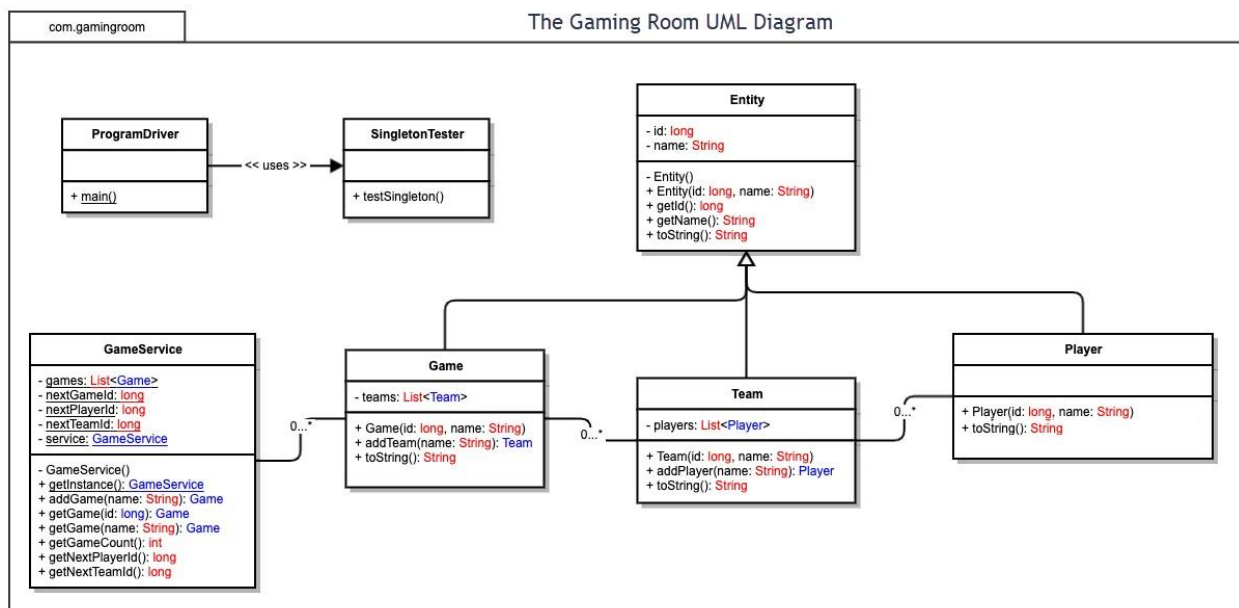 com.gamingroom
The Gaming Room UML Diagram
ProgramDriver
+ main()
<< uses >>
SingletonTester
+ testSingleton()
Entity
- id: long
- name: String
- Entity()
+ Entity(id: long, name: String)
+ getId(): long
+ getName(): String
+ toString(): String
GameService
- games: List<Game>
- nextGameId: long
- nextPlayerId: long
- nextTeamId: long
- service: GameService
- GameService()
+ getInstance(): GameService
+ addGame(name: String): Game
+ getGame(id: long): Game
+ getGame(name: String): Game
+ getGameCount(): int
+ getNextPlayerId(): long
+ getNextTeamId(): long
0...*
Game
- teams: List<Team>
+ Game(id: long, name: String)
+ addTeam(name: String): Team
+ toString(): String
0...*
Team
- players: List<Player>
+ Team(id: long, name: String)
+ addPlayer(name: String): Player
+ toString(): String
0...*
Player
+ Player(id: long, name: String)
+ toString(): String